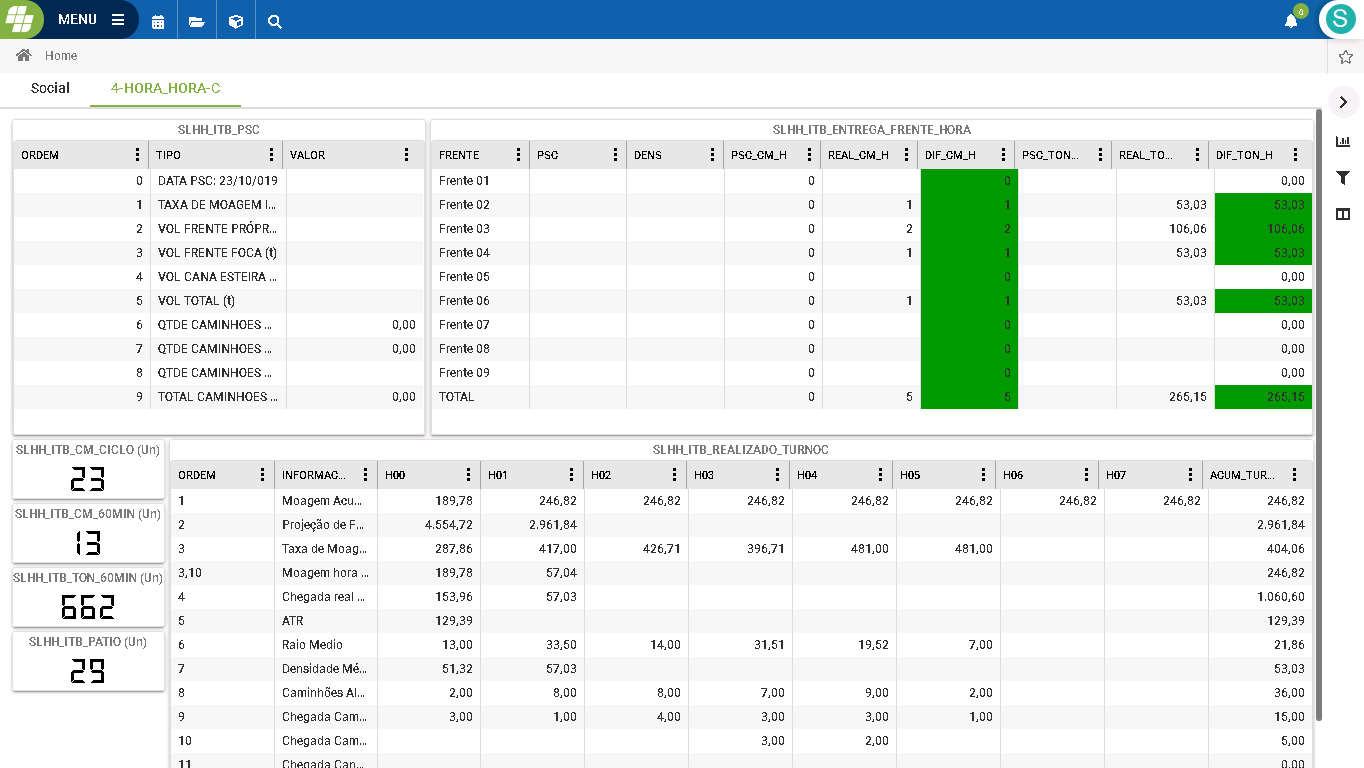 MENU
0
S
Home
Social 4-HORA_HORA-C
SLHH_ITB_PSC
ORDEM TIPO VALOR
0 DATA PSC: 23/10/019
1 TAXA DE MOAGEM I...
2 VOL FRENTE PRÓPR...
3 VOL FRENTE FOCA (t)
4 VOL CANA ESTEIRA ...
5 VOL TOTAL (t)
6 QTDE CAMINHOES ... 0,00
7 QTDE CAMINHOES ... 0,00
8 QTDE CAMINHOES ...
9 TOTAL CAMINHOES ... 0,00
SLHH_ITB_ENTREGA_FRENTE_HORA
FRENTE PSC DENS PSC_CM_H REAL_CM_H DIF_CM_H PSC_TON... REAL_TO... DIF_TON_H
Frente 01 0 0 0,00
Frente 02 0 1 1 53,03 53,03
Frente 03 0 2 2 106,06 106,06
Frente 04 0 1 1 53,03 53,03
Frente 05 0 0 0,00
Frente 06 0 1 1 53,03 53,03
Frente 07 0 0 0,00
Frente 08 0 0 0,00
Frente 09 0 0 0,00
TOTAL 0 5 5 265,15 265,15
SLHH_ITB_CM_CICLO (Un)
23
SLHH_ITB_CM_60MIN (Un)
13
SLHH_ITB_TON_60MIN (Un)
662
SLHH_ITB_PATIO (Un)
29
SLHH_ITB_REALIZADO_TURNOC
ORDEM INFORMAC... H00 H01 H02 H03 H04 H05 H06 H07 ACUM_TUR...
1 Moagem Acu... 189,78 246,82 246,82 246,82 246,82 246,82 246,82 246,82 246,82
2 Projeção de F... 4.554,72 2.961,84 2.961,84
3 Taxa de Moag... 287,86 417,00 426,71 396,71 481,00 481,00 404,06
3,10 Moagem hora ... 189,78 57,04 246,82
4 Chegada real ... 153,96 57,03 1.060,60
5 ATR 129,39 129,39
6 Raio Medio 13,00 33,50 14,00 31,51 19,52 7,00 21,86
7 Densidade Mé... 51,32 57,03 53,03
8 Caminhões Al... 2,00 8,00 8,00 7,00 9,00 2,00 36,00
9 Chegada Cam... 3,00 1,00 4,00 3,00 3,00 1,00 15,00
10 Chegada Cam... 3,00 2,00 5,00
11 Chegada Can... 0,00